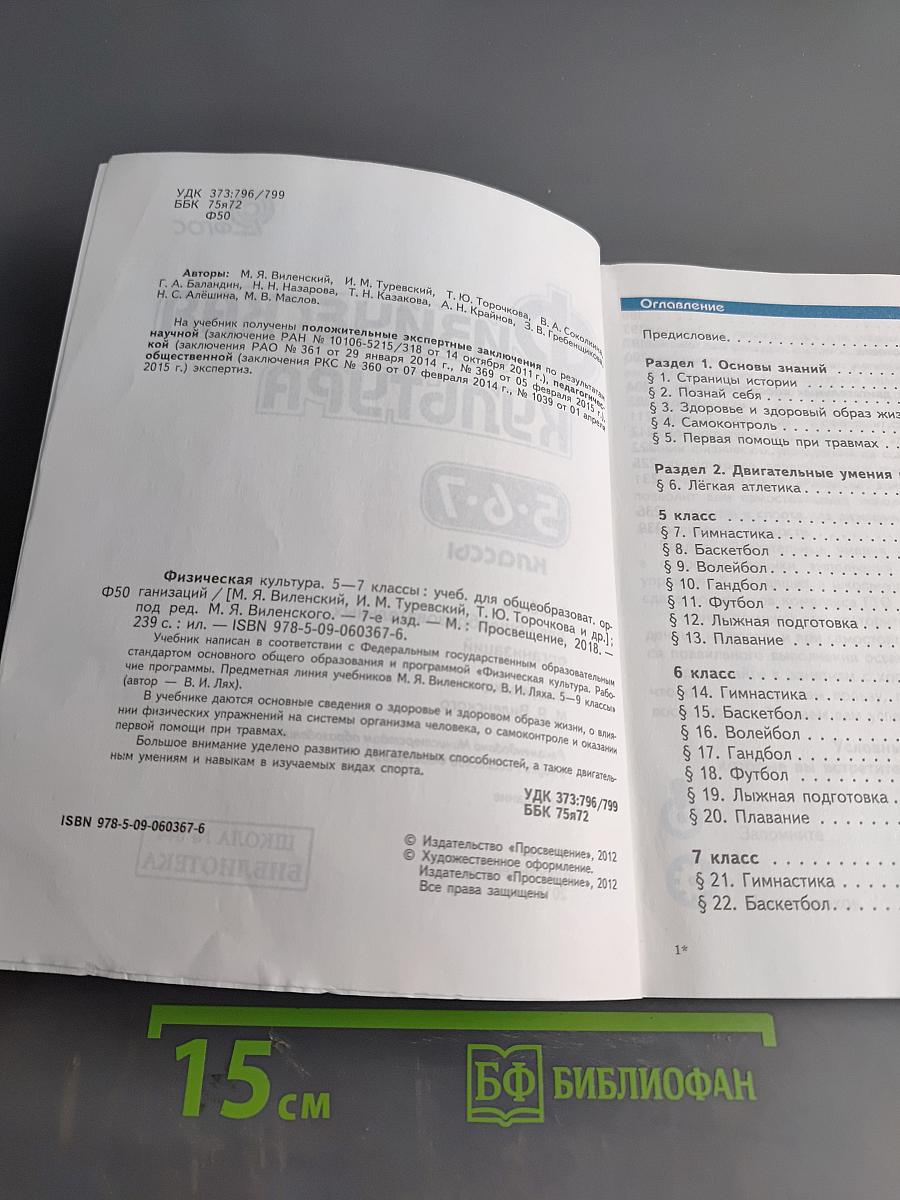 УДК 373:796/799
ББК 75я72
Ф50
Авторы: М. Я. Виленский, И. М. Туревский, Т. Ю. Торочкова, В. А. Соколкина,
Г. А. Баландин, Н. Н. Назарова, Т. Н. Казакова, А. Н. Крайнов, З. В. Гребенщикова,
Н. С. Алёшина, М. В. Маслов.
На учебник получены положительные экспертные заключения по результатам
научной (заключение РАН № 10106-5215/318 от 14 октября 2011 г.), педагогичес-
кой (заключения РАО № 361 от 29 января 2014 г., № 369 от 05 февраля 2015 г.),
общественной (заключения РКС № 360 от 07 февраля 2014 г., № 1039 от 01 апреля
2015 г.) экспертиз.
Физическая культура. 5—7 классы : учеб. для общеобразоват. ор-
Ф50 ганизаций / [М. Я. Виленский, И. М. Туревский, Т. Ю. Торочкова и др.];
под ред. М. Я. Виленского. — 7-е изд. — М. : Просвещение, 2018. —
239 с. : ил. — ISBN 978-5-09-060367-6.
Учебник написан в соответствии с Федеральным государственным образовательным
стандартом основного общего образования и программой «Физическая культура. Рабо-
чие программы. Предметная линия учебников М. Я. Виленского, В. И. Ляха. 5—9 классы»
(автор — В. И. Лях).
В учебнике даются основные сведения о здоровье и здоровом образе жизни, о влия-
нии физических упражнений на системы организма человека, о самоконтроле и оказании
первой помощи при травмах.
Большое внимание уделено развитию двигательных способностей, а также двигатель-
ным умениям и навыкам в изучаемых видах спорта.
УДК 373:796/799
ББК 75я72
ISBN 978-5-09-060367-6
© Издательство «Просвещение», 2012
© Художественное оформление.
Издательство «Просвещение», 2012
Все права защищены
Оглавление
Предисловие.
Раздел 1. Основы знаний
§ 1. Страницы истории
§ 2. Познай себя
§ 3. Здоровье и здоровый образ жиз
§ 4. Самоконтроль
§ 5. Первая помощь при травмах
Раздел 2. Двигательные умения
§ 6. Лёгкая атлетика
5 класс
§ 7. Гимнастика
§ 8. Баскетбол
§ 9. Волейбол
§ 10. Гандбол
§ 11. Футбол
§ 12. Лыжная подготовка
§ 13. Плавание
6 класс
§ 14. Гимнастика
§ 15. Баскетбол
§ 16. Волейбол
§ 17. Гандбол
§ 18. Футбол
§ 19. Лыжная подготовка
§ 20. Плавание
7 класс
§ 21. Гимнастика
§ 22. Баскетбол
1*
15 см
БФ БИБЛИОФАН